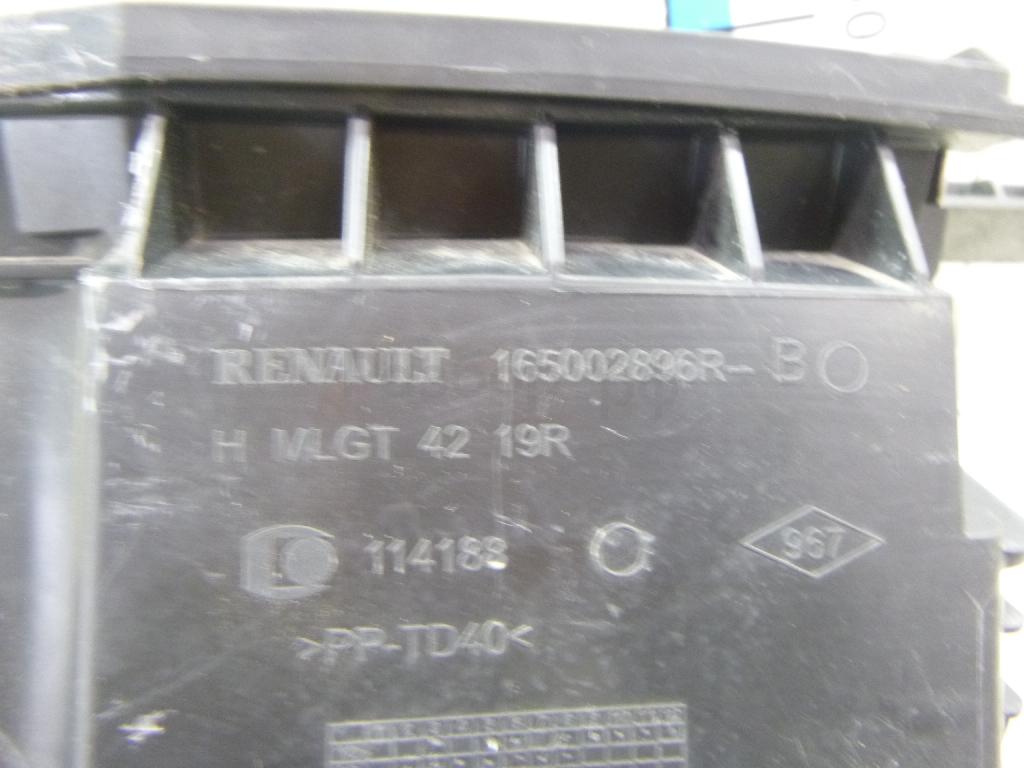 RENAULT 165002896R- B
H MLGT 42 19R
114188
967
>PP-TD40<